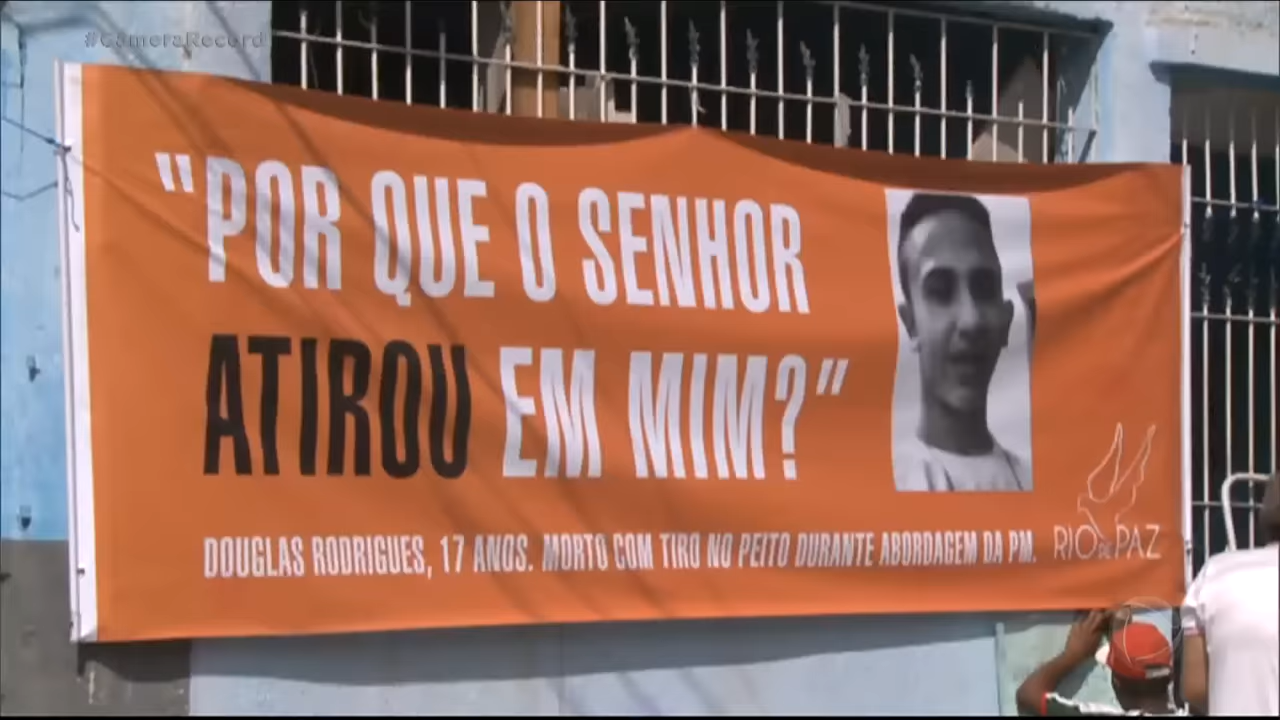 #CâmeraRecord
"POR QUE O SENHOR
ATIROU EM MIM?"
DOUGLAS RODRIGUES, 17 ANOS. MORTO COM TIRO NO PEITO DURANTE ABORDAGEM DA PM.
RIO DE PAZ